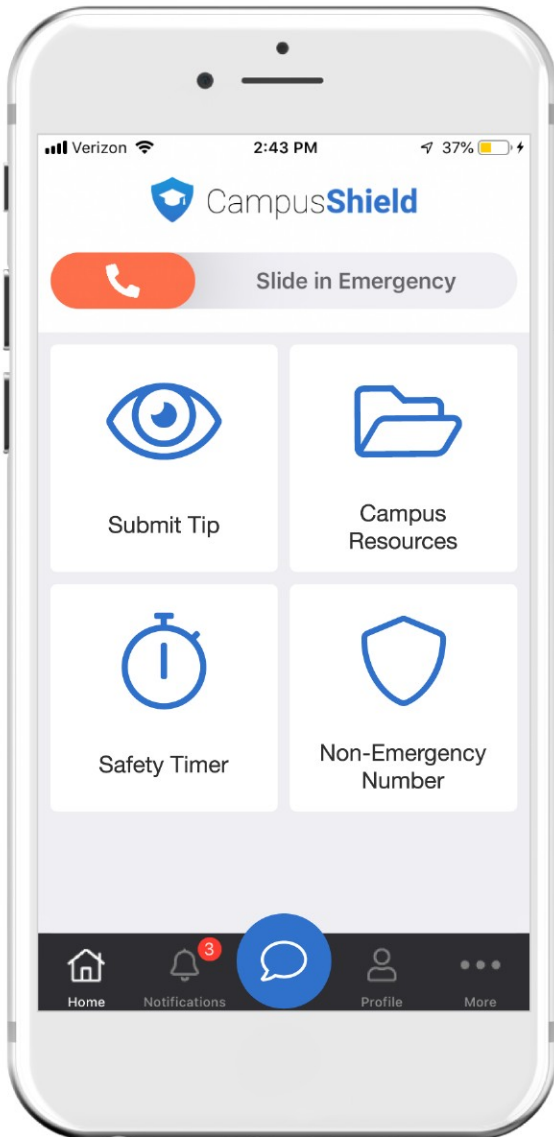 Verizon 2:43 PM 37%
CampusShield
Slide in Emergency
Submit Tip
Campus
Resources
Safety Timer
Non-Emergency
Number
3
Home Notifications Profile More